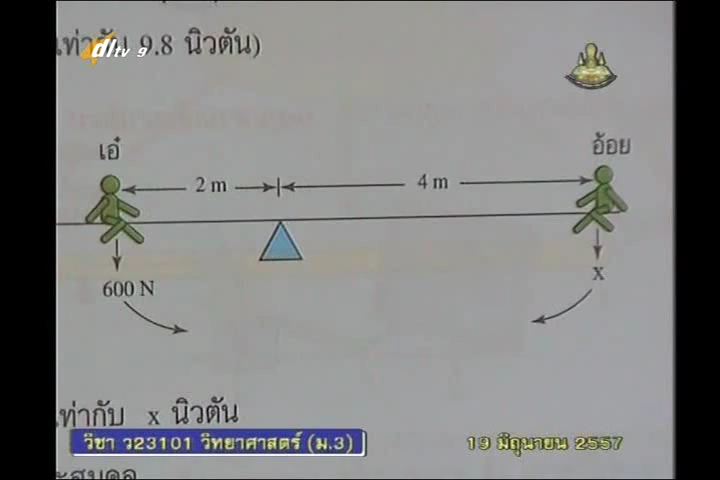 เท่ากับ 9.8 นิวตัน)
dltv 9
เอ๋
อ้อย
2 m
4 m
600 N
x
เท่ากับ x นิวตัน
วิชา ว23101 วิทยาศาสตร์ (ม.3)
19 มิถุนายน 2557